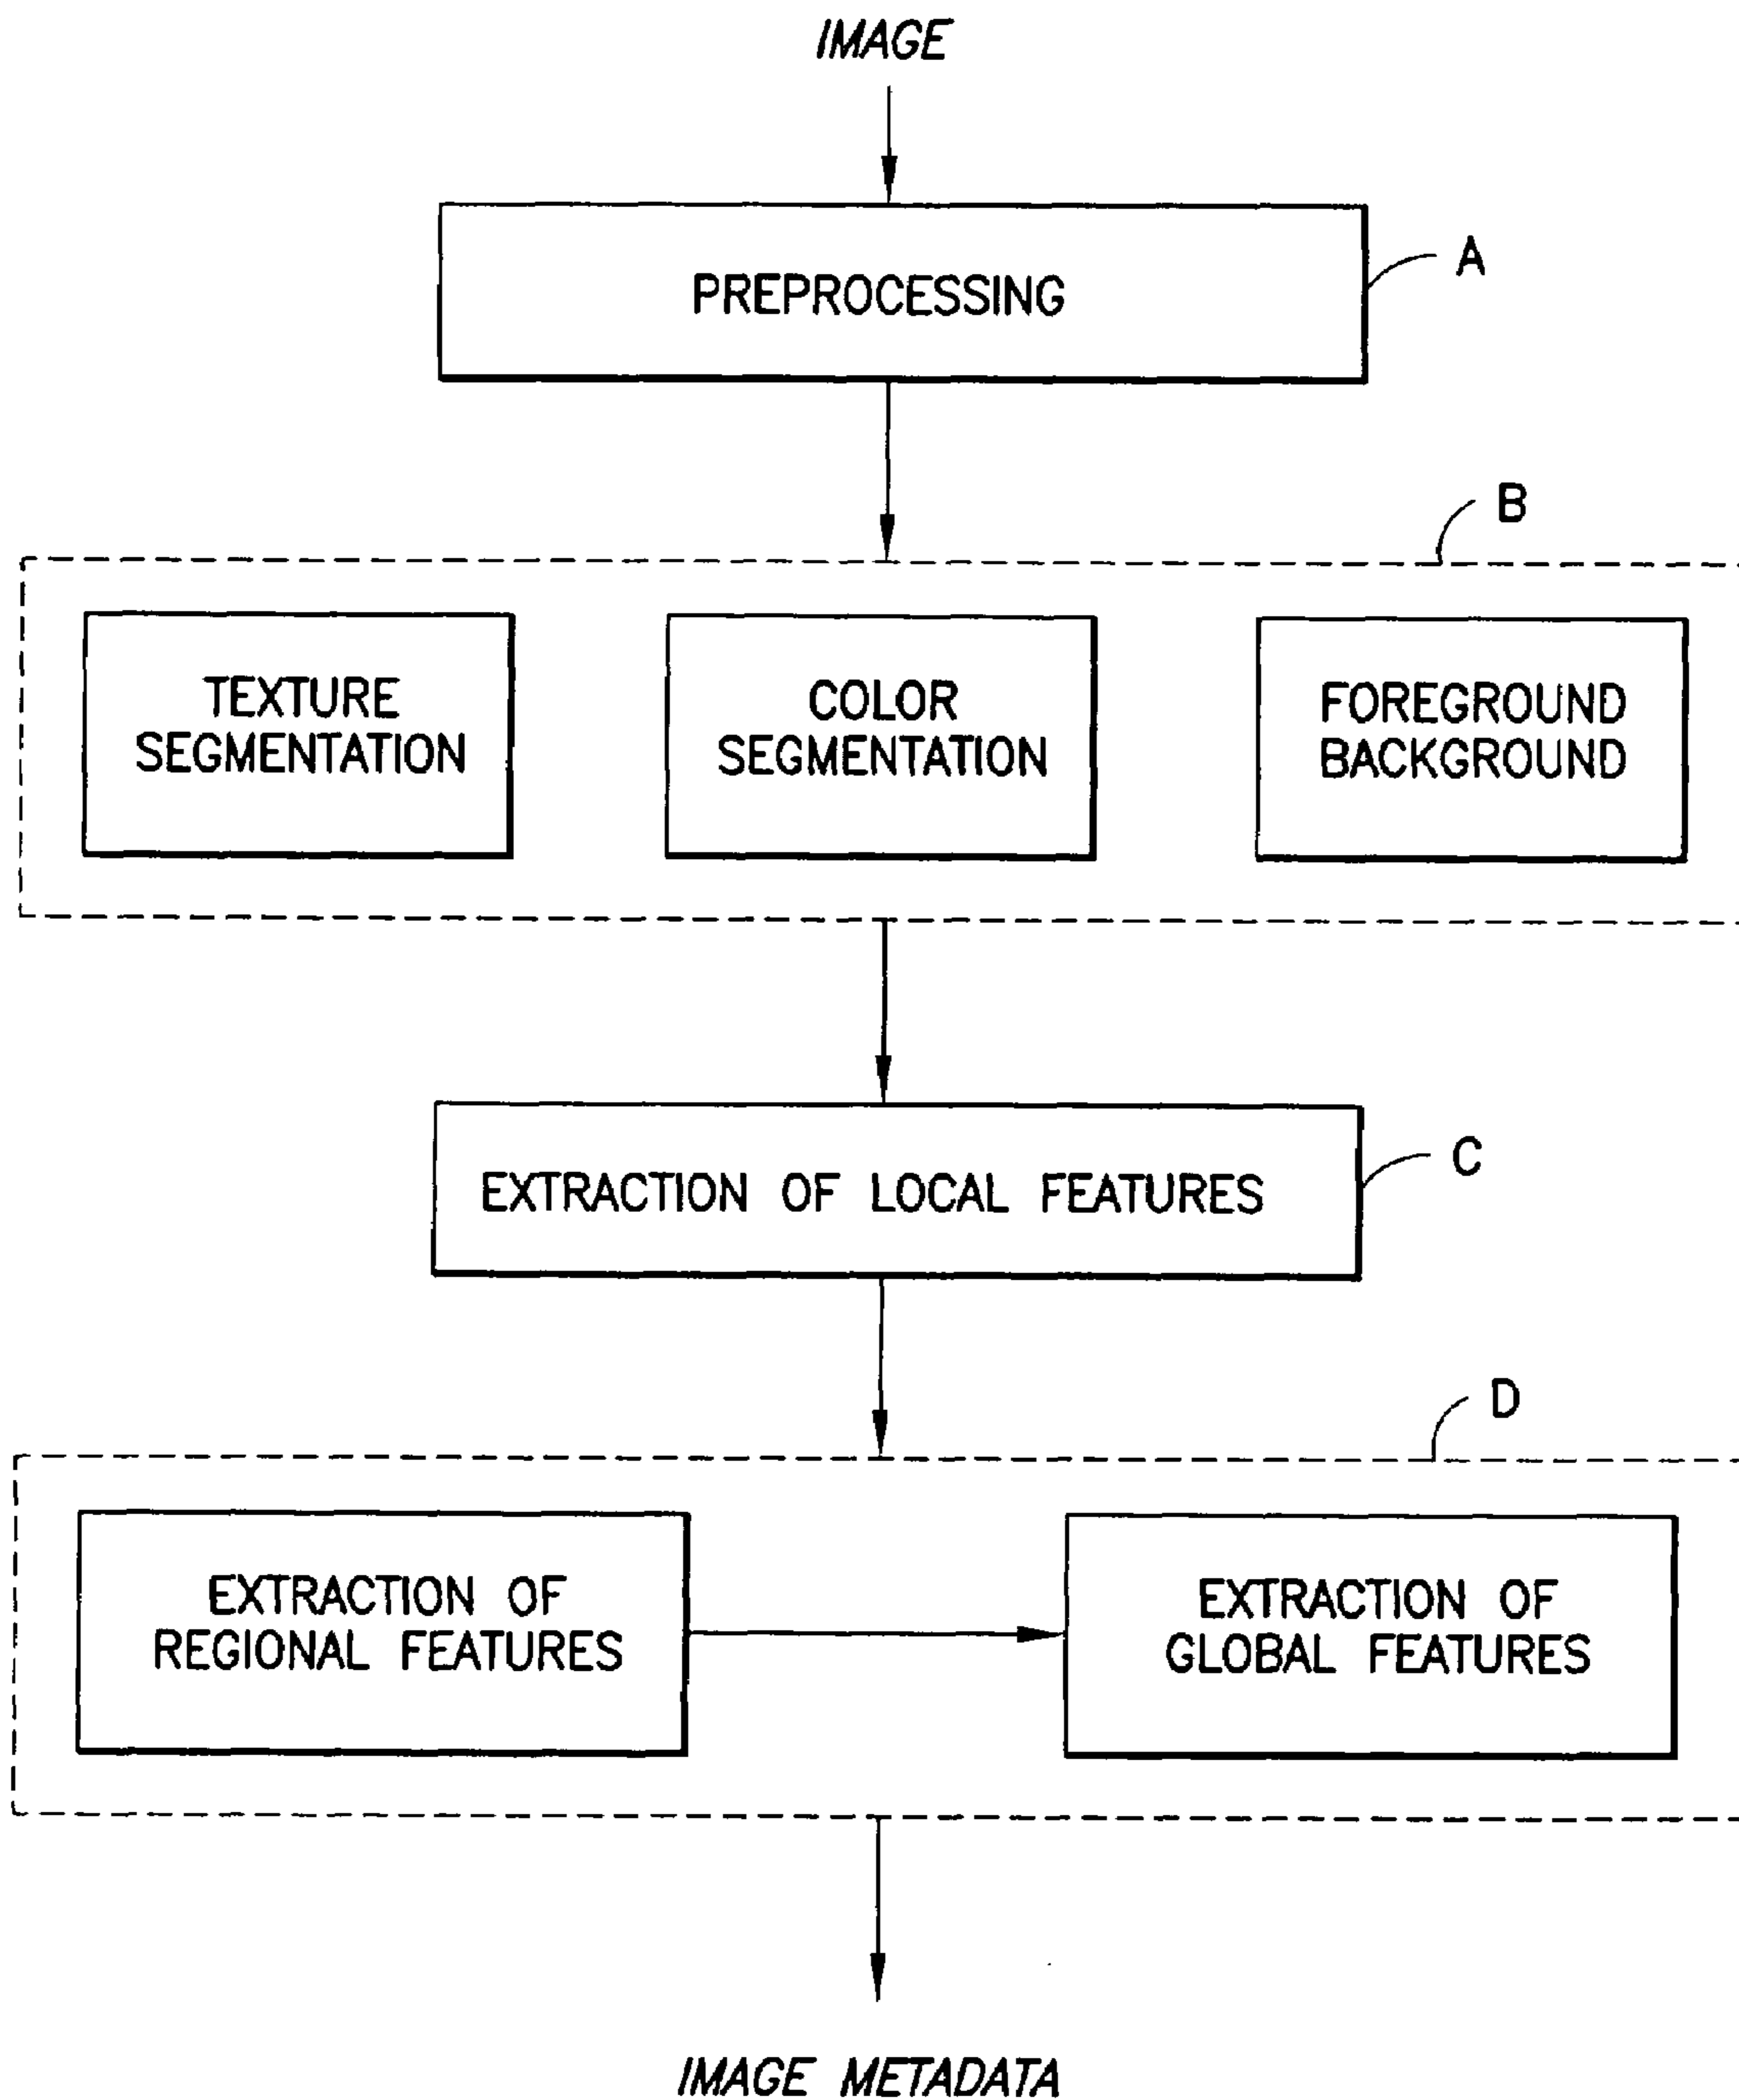 IMAGE
PREPROCESSING
A
B
TEXTURE
SEGMENTATION
COLOR
SEGMENTATION
FOREGROUND
BACKGROUND
EXTRACTION OF LOCAL FEATURES
C
D
EXTRACTION OF
REGIONAL FEATURES
EXTRACTION OF
GLOBAL FEATURES
IMAGE METADATA